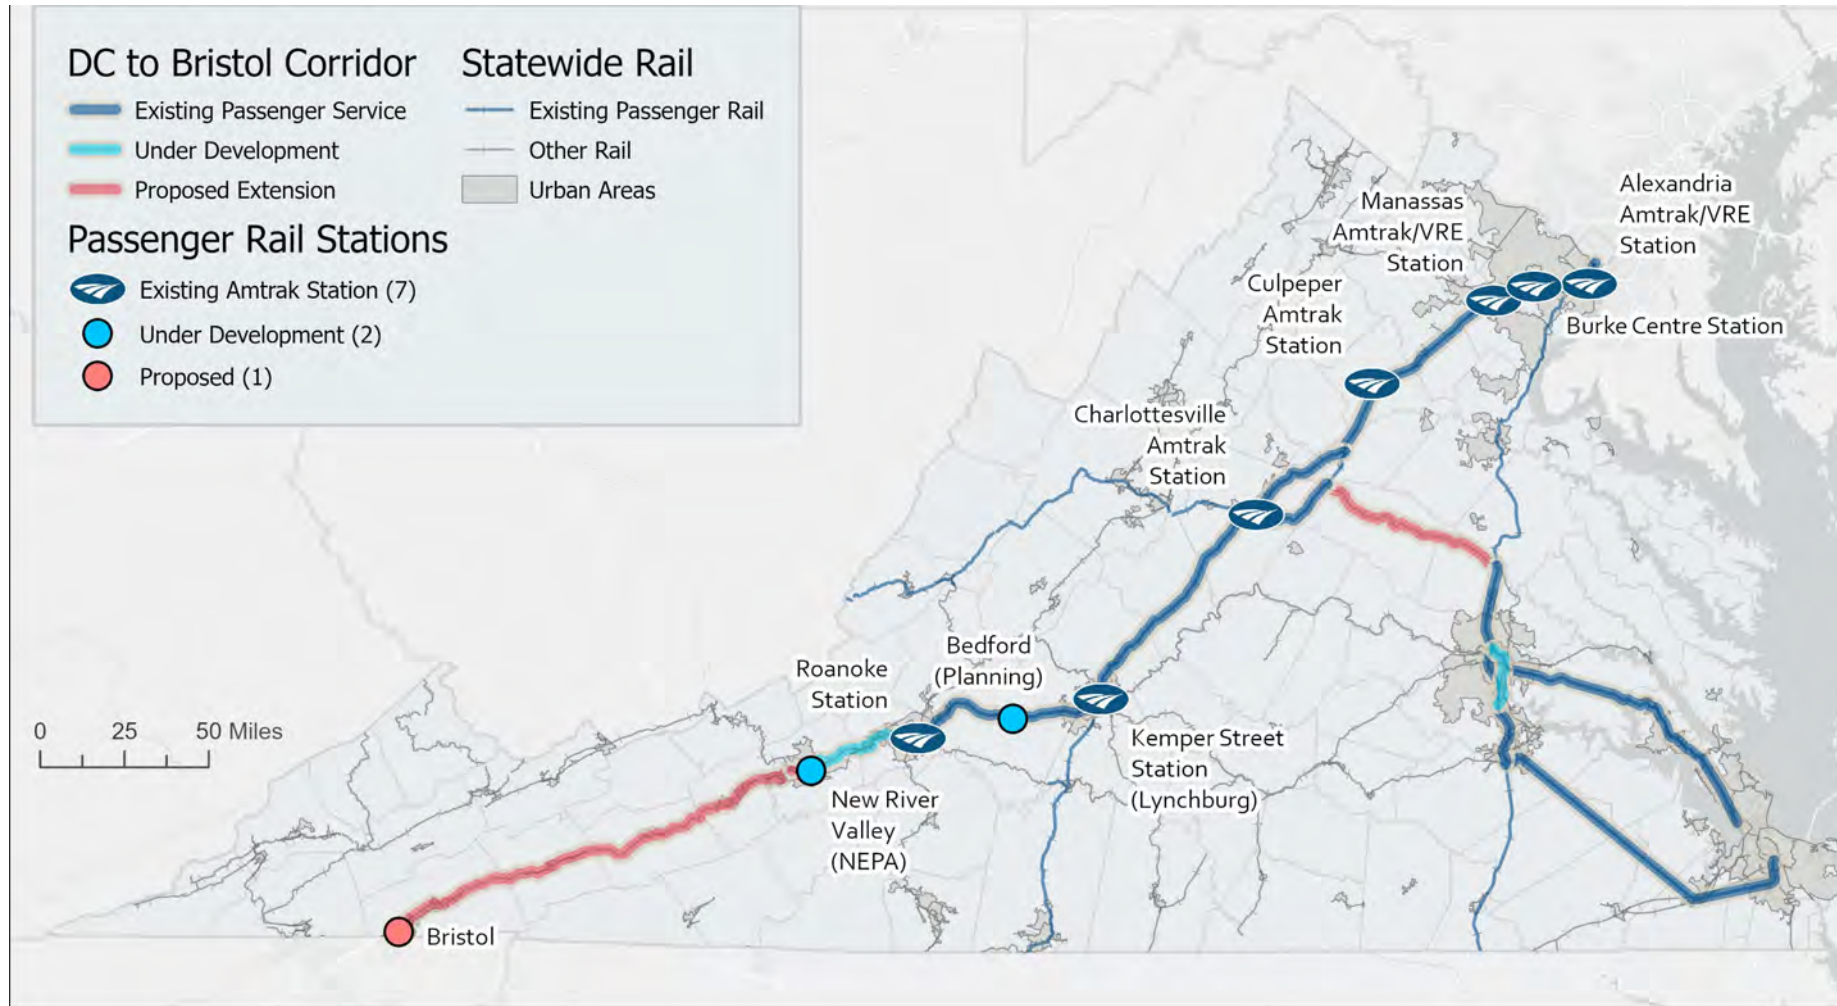 DC to Bristol Corridor
Existing Passenger Service
Under Development
Proposed Extension
Statewide Rail
Existing Passenger Rail
Other Rail
Urban Areas
Passenger Rail Stations
Existing Amtrak Station (7)
Under Development (2)
Proposed (1)
Alexandria
Amtrak/VRE
Station
Manassas
Amtrak/VRE
Station
Burke Centre Station
Culpeper
Amtrak
Station
Charlottesville
Amtrak
Station
Bedford
(Planning)
Roanoke
Station
Kemper Street
Station
(Lynchburg)
New River
Valley
(NEPA)
Bristol
0 25 50 Miles